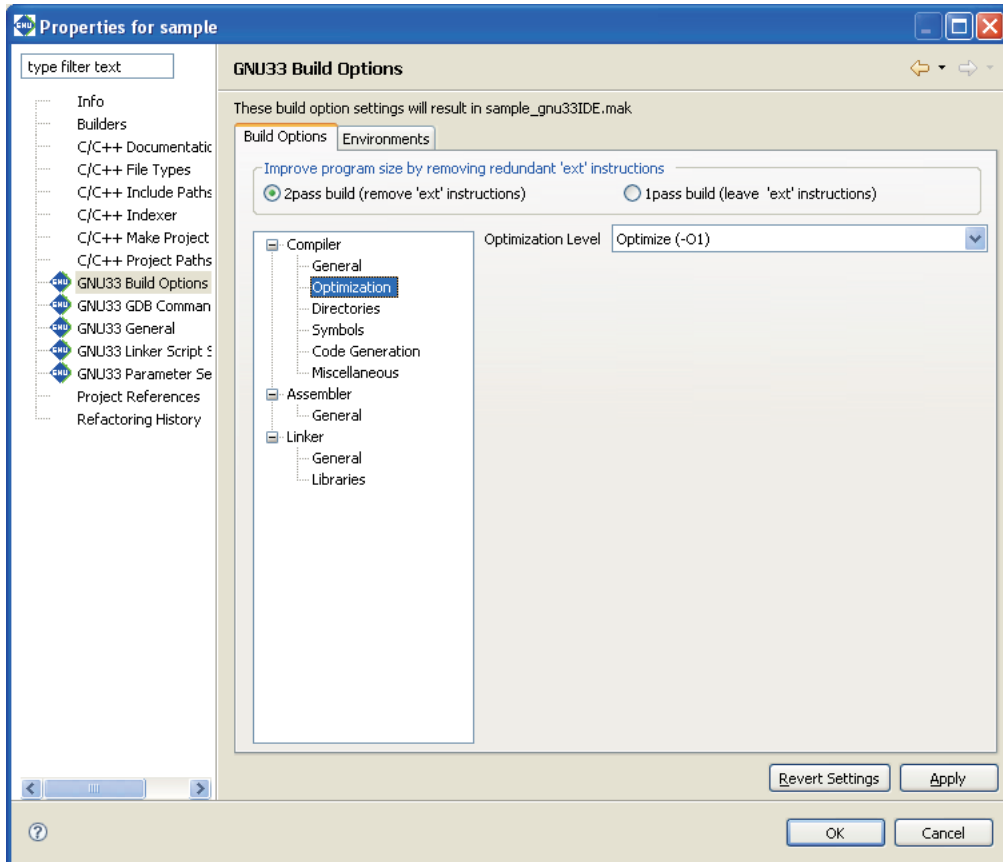 Properties for sample
type filter text
Info
Builders
C/C++ Documentatic
C/C++ File Types
C/C++ Include Paths
C/C++ Indexer
C/C++ Make Project
C/C++ Project Paths
GNU33 Build Options
GNU33 GDB Comman
GNU33 General
GNU33 Linker Script S
GNU33 Parameter Se
Project References
Refactoring History
GNU33 Build Options
These build option settings will result in sample_gnu33IDE.mak
Build Options Environments
Improve program size by removing redundant 'ext' instructions
2pass build (remove 'ext' instructions) 1pass build (leave 'ext' instructions)
Compiler
General
Optimization
Directories
Symbols
Code Generation
Miscellaneous
Assembler
General
Linker
General
Libraries
Optimization Level Optimize (-O1)
Revert Settings Apply
OK Cancel